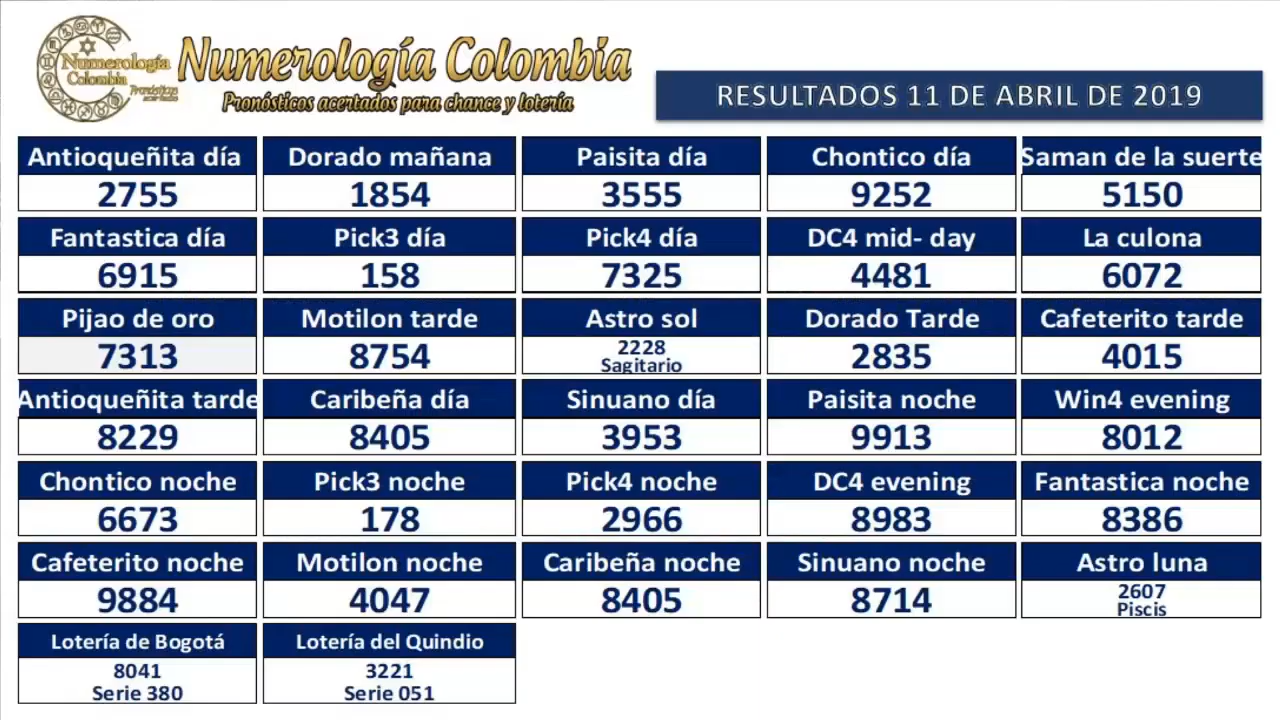 Numerología
Colombia
Pronósticos
Numerología Colombia
Pronósticos acertados para chance y lotería
RESULTADOS 11 DE ABRIL DE 2019
Antioqueñita día Dorado mañana Paisita día Chontico día Saman de la suerte
2755 1854 3555 9252 5150
Fantastica día Pick3 día Pick4 día DC4 mid- day La culona
6915 158 7325 4481 6072
Pijao de oro Motilon tarde Astro sol Dorado Tarde Cafeterito tarde
7313 8754 2228 2835 4015
Sagitario
Antioqueñita tarde Caribeña día Sinuano día Paisita noche Win4 evening
8229 8405 3953 9913 8012
Chontico noche Pick3 noche Pick4 noche DC4 evening Fantastica noche
6673 178 2966 8983 8386
Cafeterito noche Motilon noche Caribeña noche Sinuano noche Astro luna
9884 4047 8405 8714 2607
Piscis
Lotería de Bogotá Lotería del Quindio
8041 3221
Serie 380 Serie 051